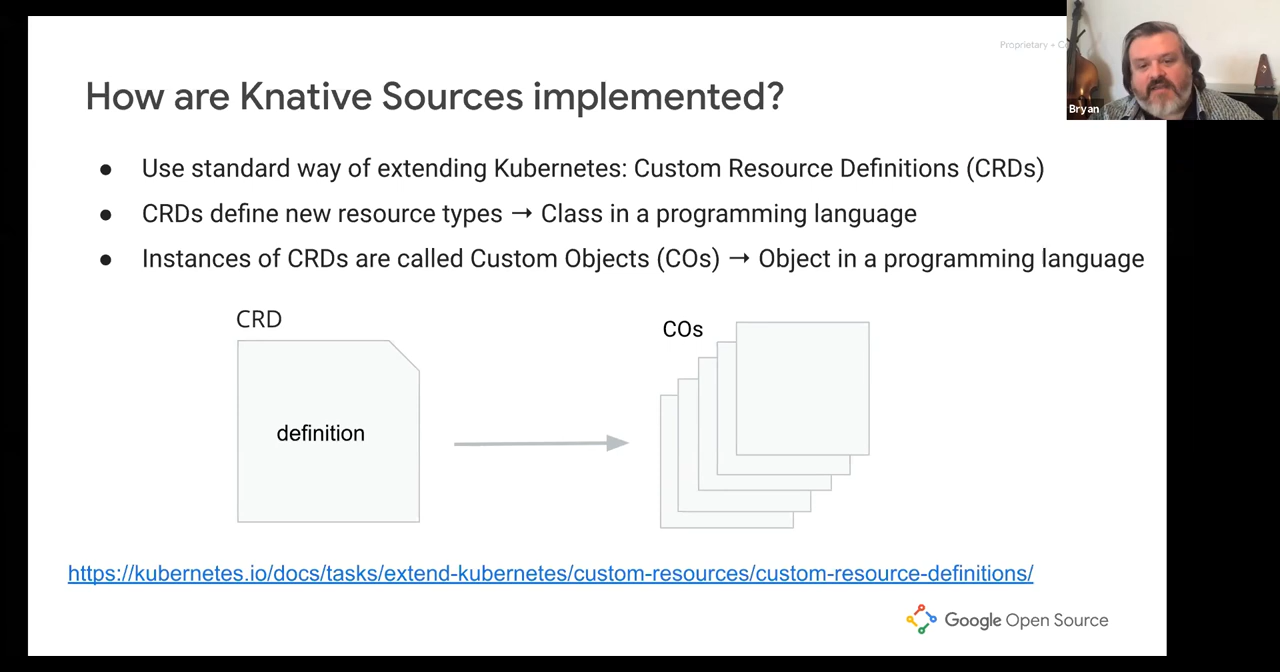 Proprietary +
How are Knative Sources implemented?
● Use standard way of extending Kubernetes: Custom Resource Definitions (CRDs)
● CRDs define new resource types → Class in a programming language
● Instances of CRDs are called Custom Objects (COs) → Object in a programming language
CRD
COs
definition
https://kubernetes.io/docs/tasks/extend-kubernetes/custom-resources/custom-resource-definitions/
Google Open Source
Bryan